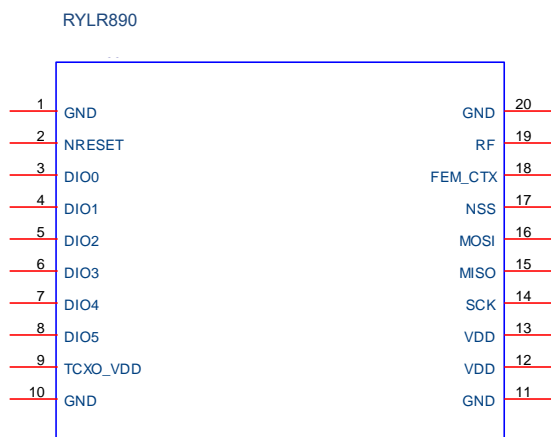 RYLR890
1 GND GND 20
2 NRESET RF 19
3 DIO0 FEM_CTX 18
4 DIO1 NSS 17
5 DIO2 MOSI 16
6 DIO3 MISO 15
7 DIO4 SCK 14
8 DIO5 VDD 13
9 TCXO_VDD VDD 12
10 GND GND 11